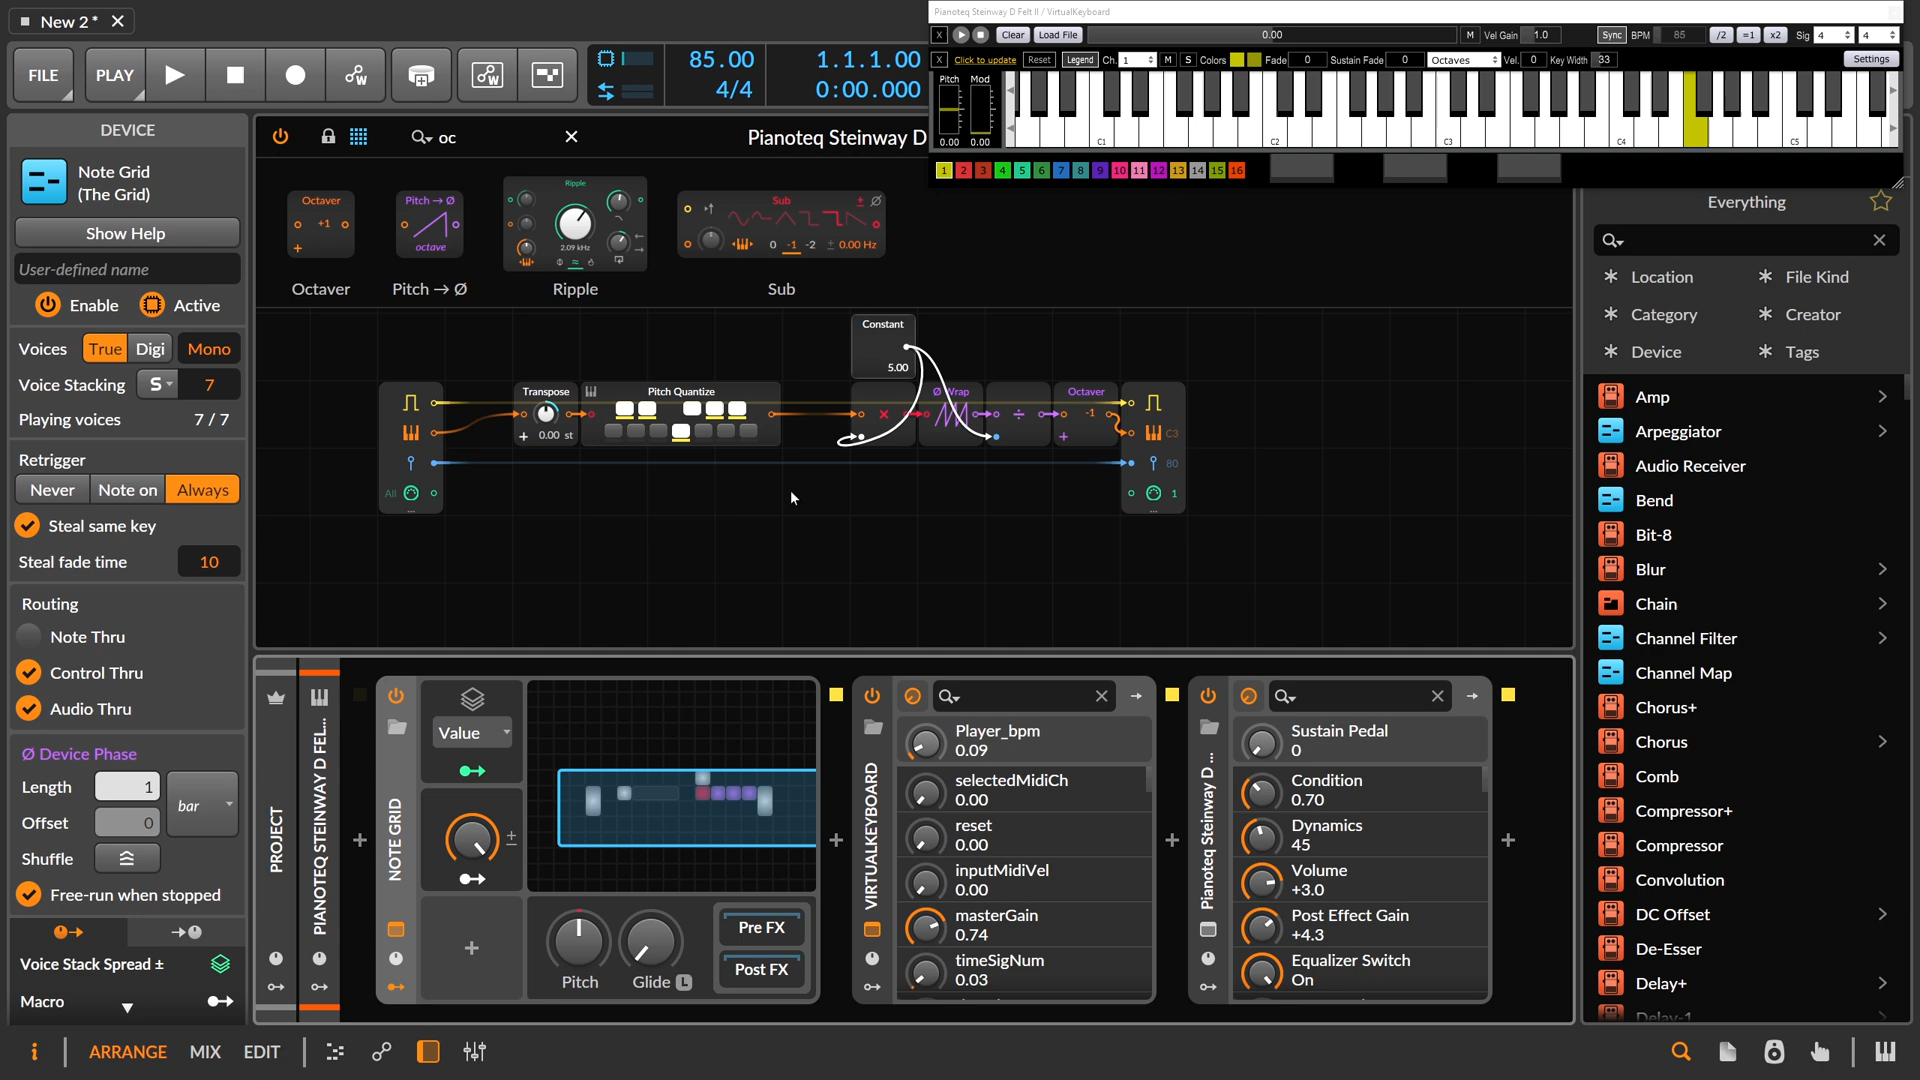 New 2 *
FILE
PLAY
85.00
4/4
1.1.1.00
0:00.000
Pianoteq Steinway D Felt II / VirtualKeyboard
X
Clear
Load File
0.00
M
Vel Gain
1.0
Sync
BPM
85
/2
=1
x2
Sig
4
4
X
Click to update
Reset
Legend
Ch.
1
M
S
Colors
Fade
0
Sustain Fade
0
Octaves
Vel.
0
Key Width
33
Settings
Pitch
Mod
0.00
0.00
C1
C2
C3
C4
C5
1 2 3 4 5 6 7 8 9 10 11 12 13 14 15 16
DEVICE
Note Grid
(The Grid)
Show Help
User-defined name
Enable
Active
Voices
True
Digi
Mono
Voice Stacking
S
7
Playing voices
7 / 7
Retrigger
Never
Note on
Always
Steal same key
Steal fade time
10
Routing
Note Thru
Control Thru
Audio Thru
Ø Device Phase
Length
1
bar
Offset
0
Shuffle
Free-run when stopped
Voice Stack Spread ±
Macro
oc
Pianoteq Steinway D
Octaver
+1
Octaver
Pitch → Ø
octave
Pitch → Ø
Ripple
2.09 kHz
Ripple
Sub
0
-1
-2
± 0.00 Hz
Sub
Constant
5.00
Transpose
0.00 st
Pitch Quantize
Ø Wrap
Octaver
-1
C3
80
All
1
PROJECT
PIANOTEQ STEINWAY D FEL...
NOTE GRID
Value
Pitch
Glide
L
Pre FX
Post FX
VIRTUALKEYBOARD
Player_bpm
0.09
selectedMidiCh
0.00
reset
0.00
inputMidiVel
0.00
masterGain
0.74
timeSigNum
0.03
Pianoteq Steinway D ...
Sustain Pedal
0
Condition
0.70
Dynamics
45
Volume
+3.0
Post Effect Gain
+4.3
Equalizer Switch
On
Everything
Location
File Kind
Category
Creator
Device
Tags
Amp
Arpeggiator
Audio Receiver
Bend
Bit-8
Blur
Chain
Channel Filter
Channel Map
Chorus+
Chorus
Comb
Compressor+
Compressor
Convolution
DC Offset
De-Esser
Delay+
Delay-1
i
ARRANGE
MIX
EDIT